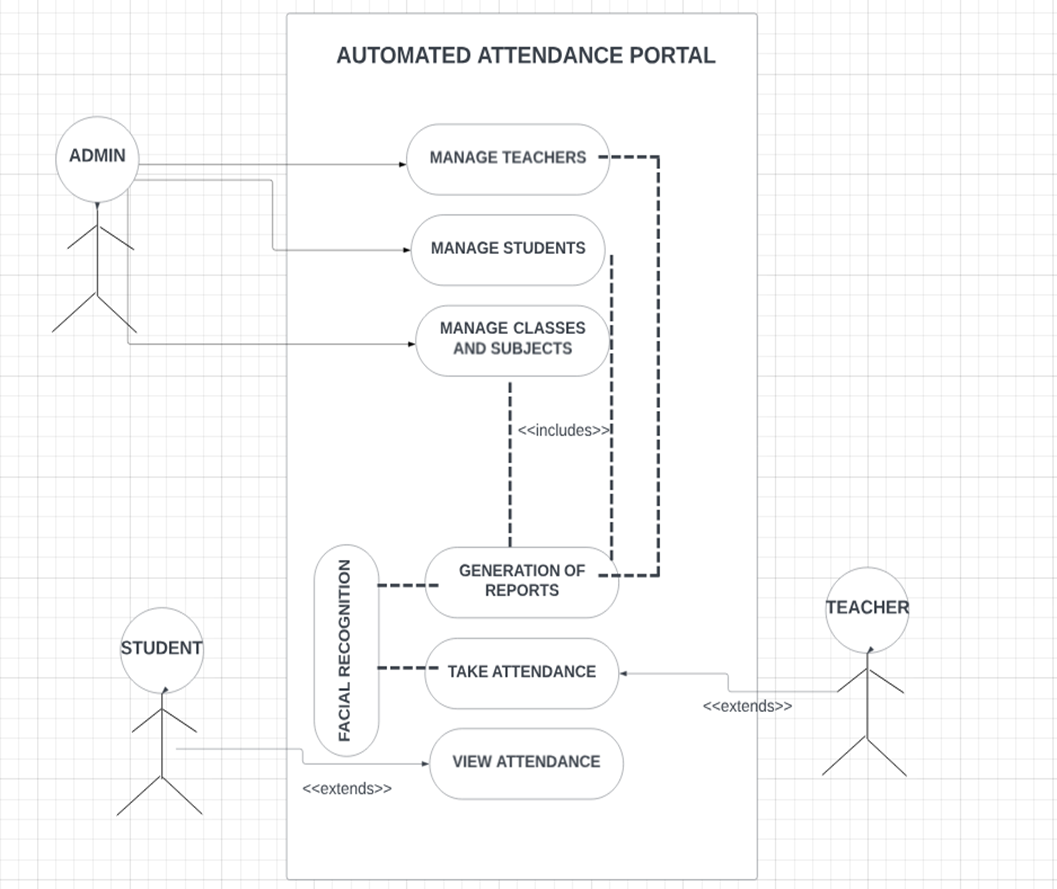 AUTOMATED ATTENDANCE PORTAL
ADMIN
MANAGE TEACHERS
MANAGE STUDENTS
MANAGE CLASSES
AND SUBJECTS
<<includes>>
GENERATION OF
REPORTS
FACIAL RECOGNITION
TEACHER
STUDENT
TAKE ATTENDANCE
<<extends>>
VIEW ATTENDANCE
<<extends>>